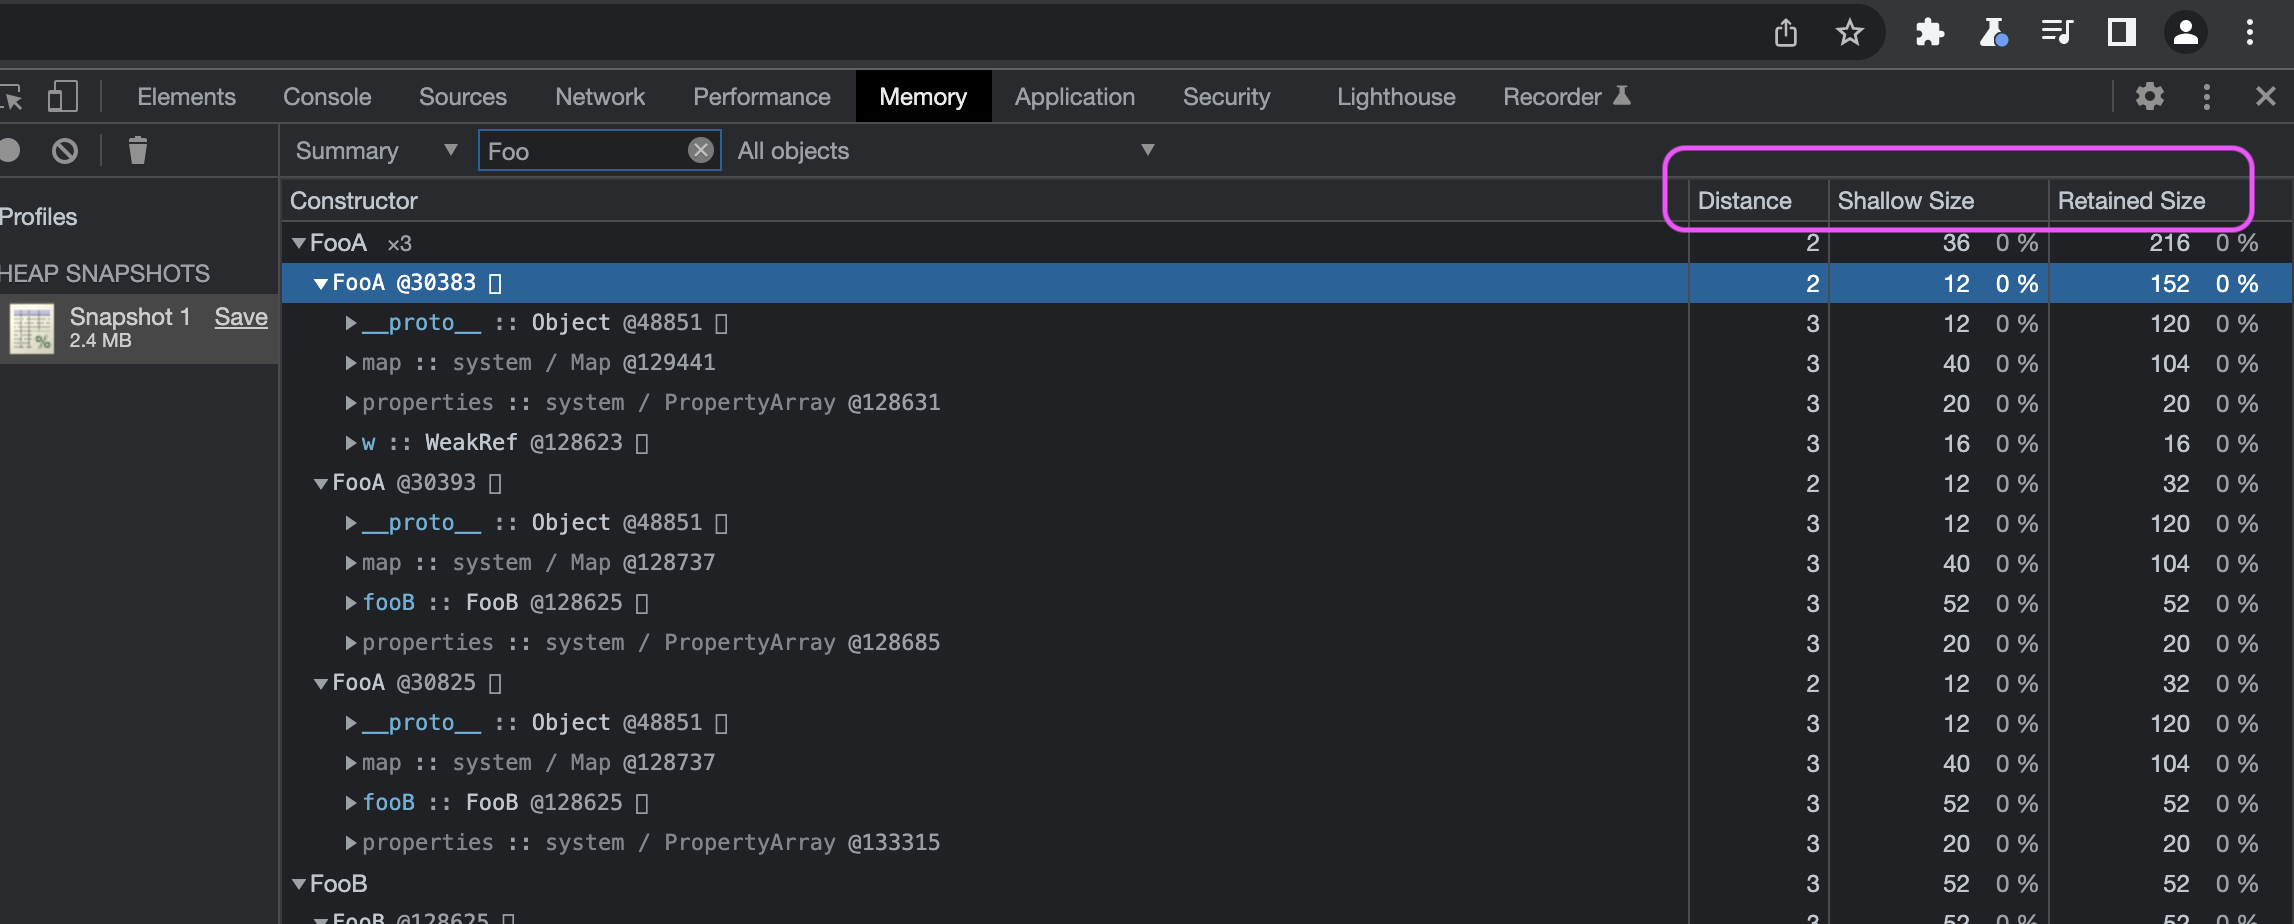 Elements Console Sources Network Performance Memory Application Security Lighthouse Recorder
Summary ▼ Foo All objects ▼
Profiles
HEAP SNAPSHOTS
Snapshot 1 Save
2.4 MB
Constructor Distance Shallow Size Retained Size
▼FooA ×3 2 36 0 % 216 0 %
▼FooA @30383 ▯ 2 12 0 % 152 0 %
▶__proto__ :: Object @48851 ▯ 3 12 0 % 120 0 %
▶map :: system / Map @129441 3 40 0 % 104 0 %
▶properties :: system / PropertyArray @128631 3 20 0 % 20 0 %
▶w :: WeakRef @128623 ▯ 3 16 0 % 16 0 %
▼FooA @30393 ▯ 2 12 0 % 32 0 %
▶__proto__ :: Object @48851 ▯ 3 12 0 % 120 0 %
▶map :: system / Map @128737 3 40 0 % 104 0 %
▶fooB :: FooB @128625 ▯ 3 52 0 % 52 0 %
▶properties :: system / PropertyArray @128685 3 20 0 % 20 0 %
▼FooA @30825 ▯ 2 12 0 % 32 0 %
▶__proto__ :: Object @48851 ▯ 3 12 0 % 120 0 %
▶map :: system / Map @128737 3 40 0 % 104 0 %
▶fooB :: FooB @128625 ▯ 3 52 0 % 52 0 %
▶properties :: system / PropertyArray @133315 3 20 0 % 20 0 %
▼FooB 3 52 0 % 52 0 %
▼FooB @128625 ▯ 3 52 0 % 52 0 %